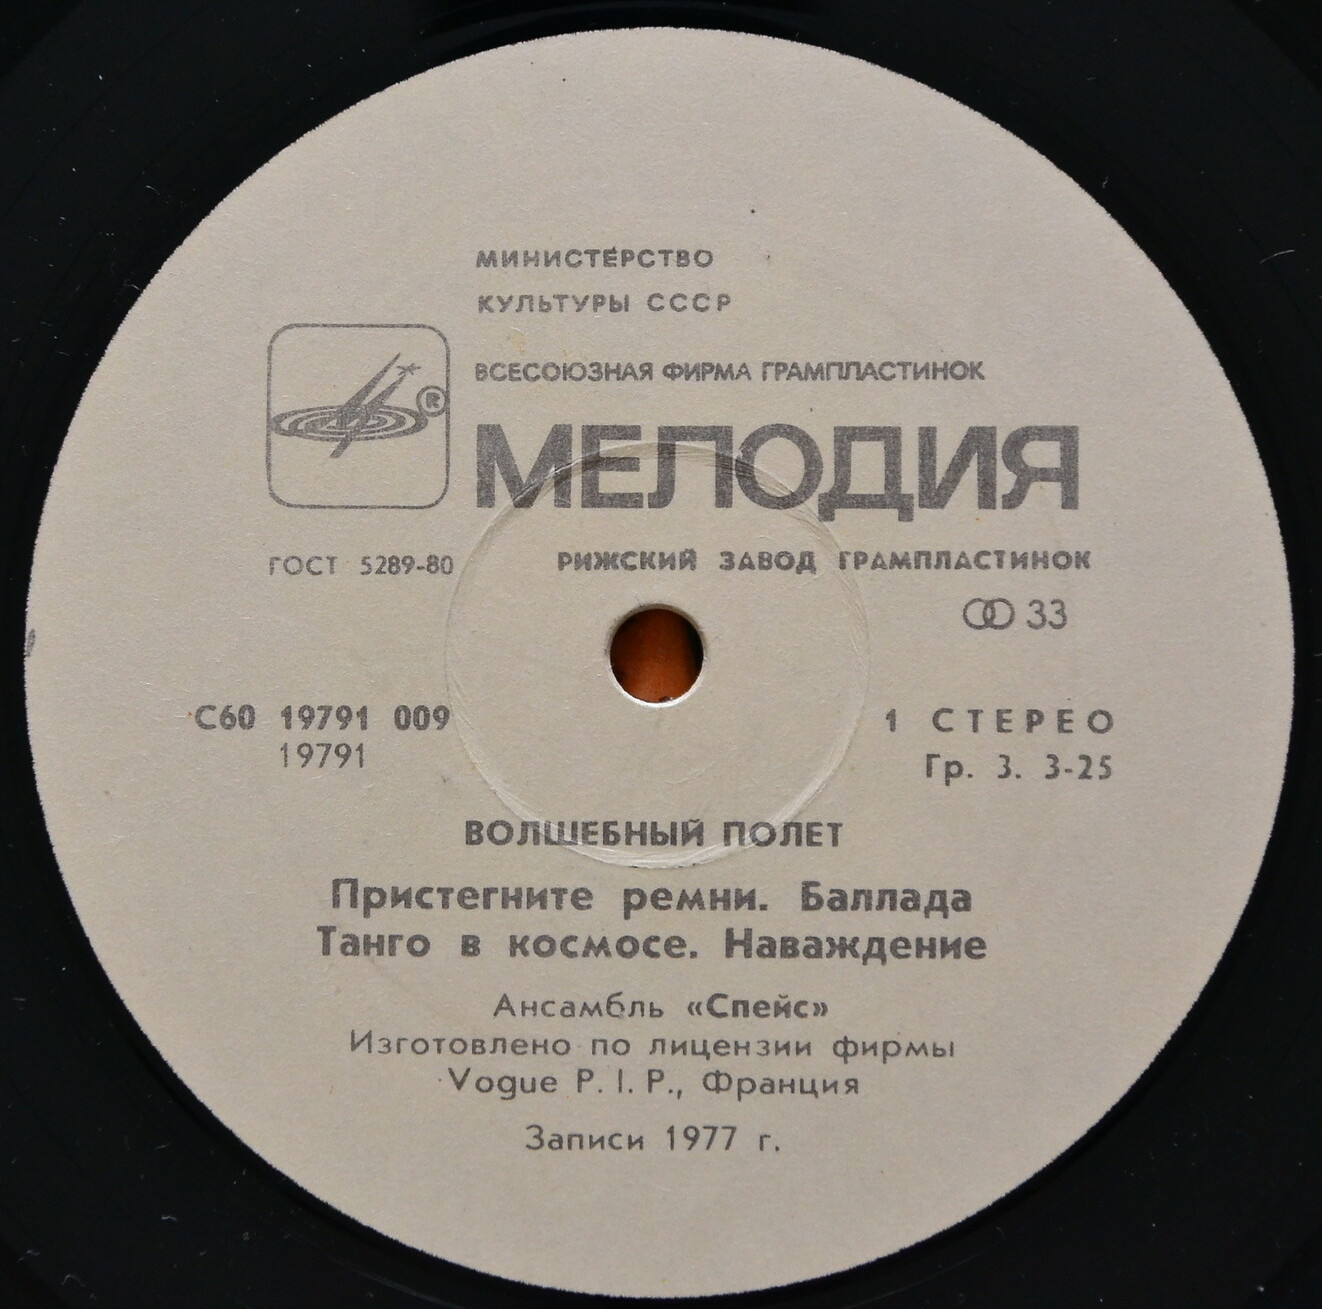 МИНИСТЕРСТВО
КУЛЬТУРЫ СССР
ВСЕСОЮЗНАЯ ФИРМА ГРАМПЛАСТИНОК
®
МЕЛОДИЯ
ГОСТ 5289-80
РИЖСКИЙ ЗАВОД ГРАМПЛАСТИНОК
33
С60 19791 009
19791
1 СТЕРЕО
Гр. 3. 3-25
ВОЛШЕБНЫЙ ПОЛЕТ
Пристегните ремни. Баллада
Танго в космосе. Наваждение
Ансамбль «Спейс»
Изготовлено по лицензии фирмы
Vogue P. I. P., Франция
Записи 1977 г.